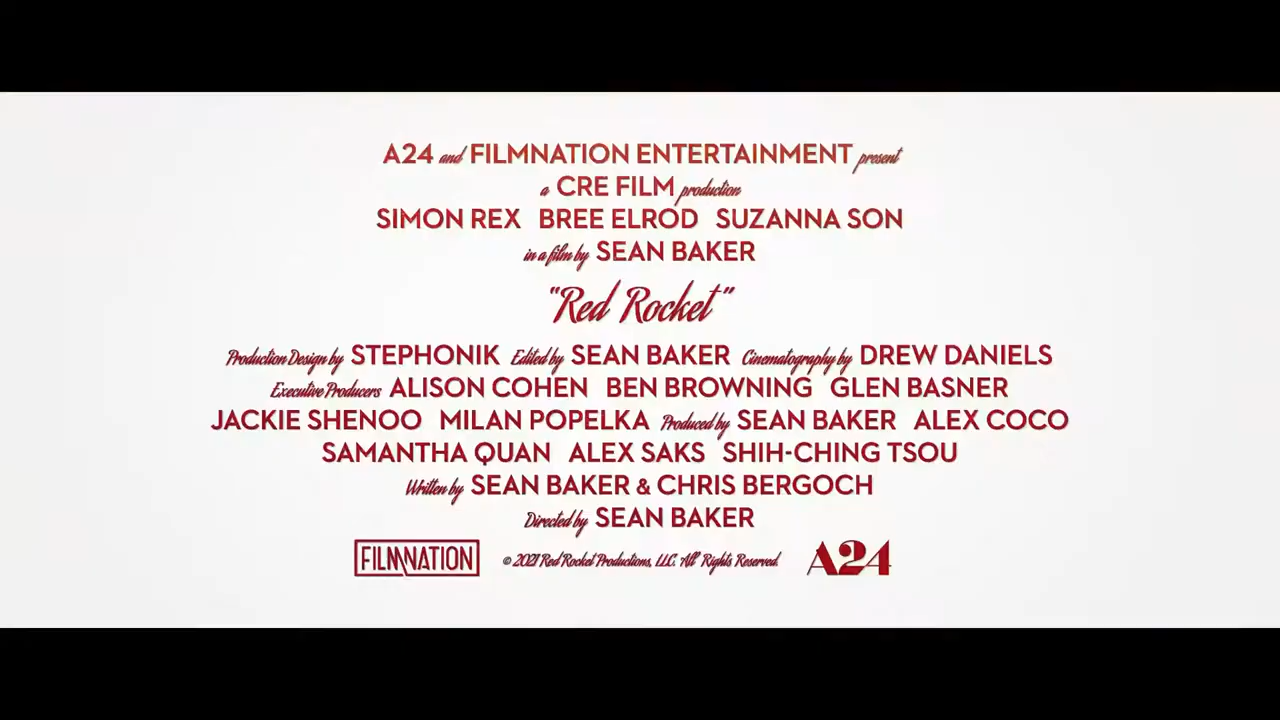 A24 and FILMNATION ENTERTAINMENT present
a CRE FILM production
SIMON REX BREE ELROD SUZANNA SON
in a film by SEAN BAKER
“Red Rocket”
Production Design by STEPHONIK Edited by SEAN BAKER Cinematography by DREW DANIELS
Executive Producers ALISON COHEN BEN BROWNING GLEN BASNER
JACKIE SHENOO MILAN POPELKA Produced by SEAN BAKER ALEX COCO
SAMANTHA QUAN ALEX SAKS SHIH-CHING TSOU
Written by SEAN BAKER & CHRIS BERGOCH
Directed by SEAN BAKER
FILMNATION © 2021 Red Rocket Productions, LLC. All Rights Reserved. A24